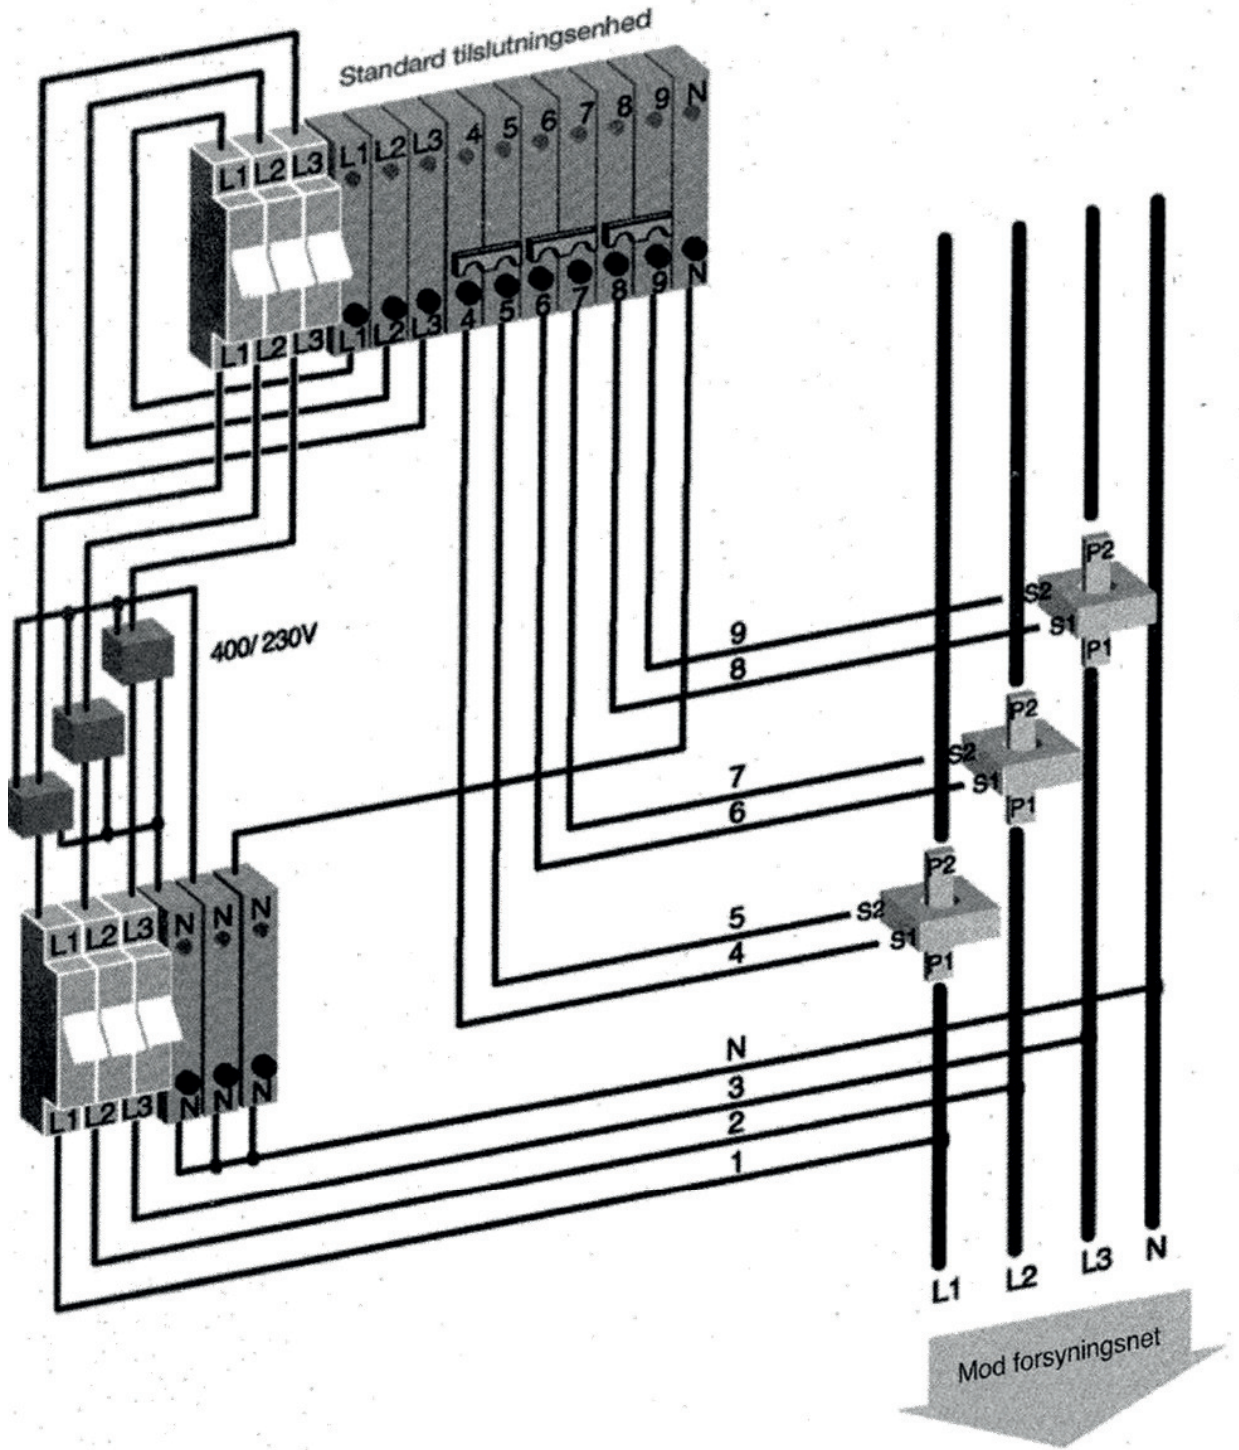 Standard tilslutningsenhed
L1 L2 L3 L1 L2 L3 4 5 6 7 8 9 N
L1 L2 L3 L1 L2 L3 4 5 6 7 8 9 N
P2
S2
S1
P1
9
8
400/230V
P2
S2
S1
P1
7
6
P2
S2
S1
P1
5
4
L1 L2 L3 N N N
L1 L2 L3 N N N
N
3
2
1
L1 L2 L3 N
Mod forsyningsnet